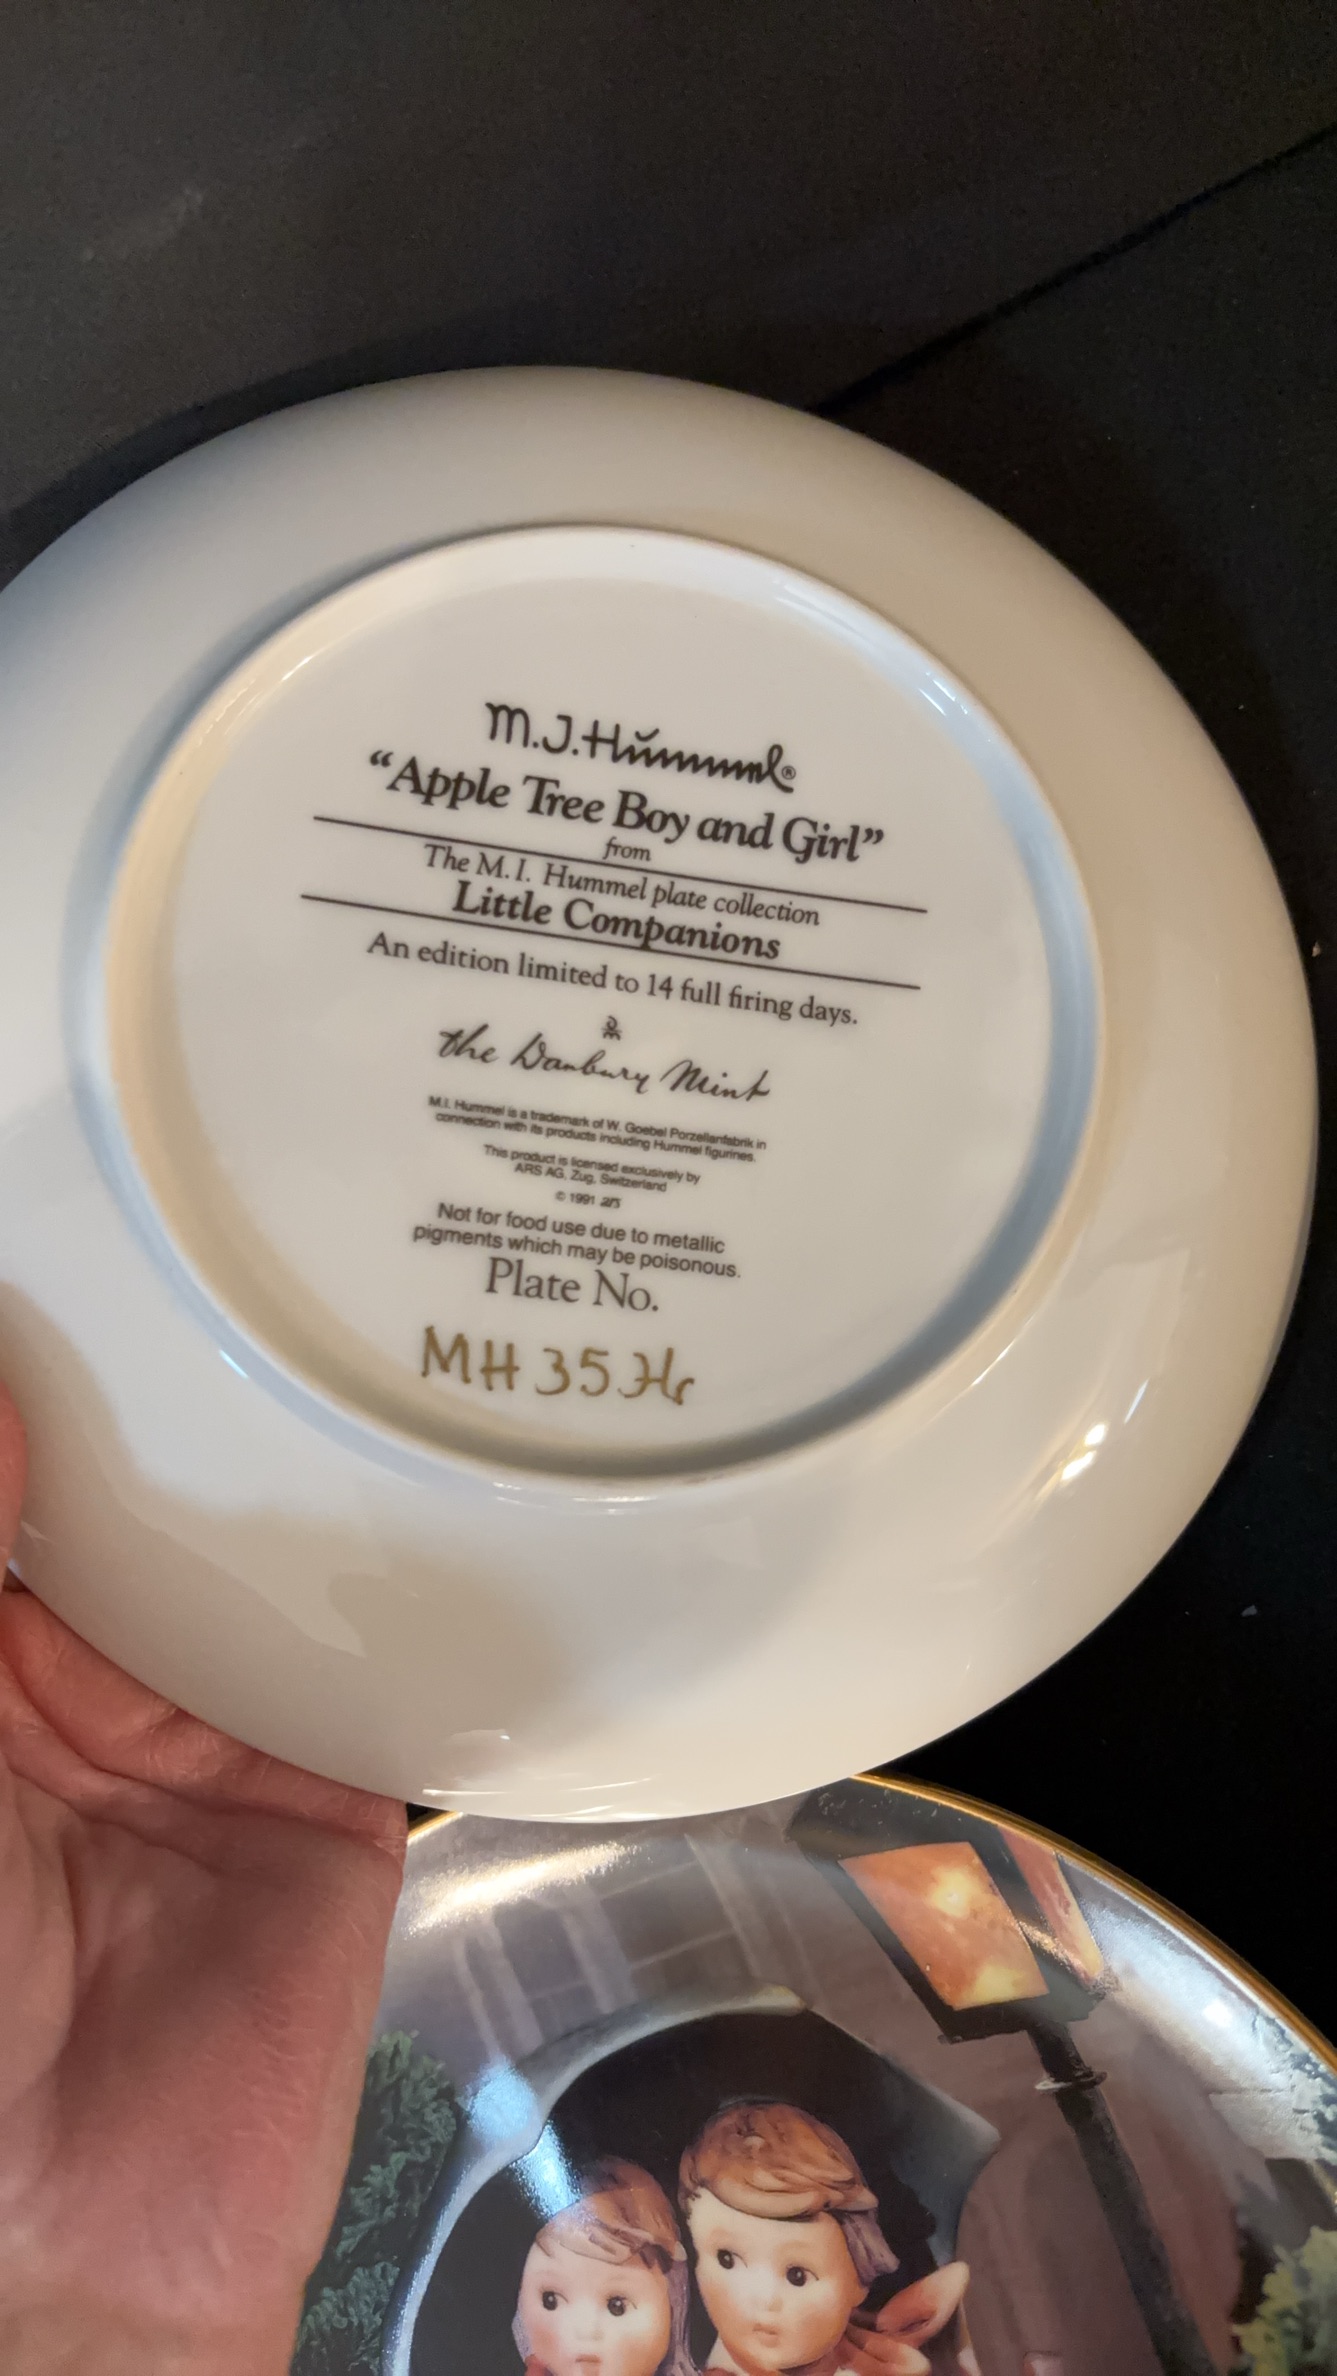 M.J.Hummel®
“Apple Tree Boy and Girl”
from
The M.I. Hummel plate collection
Little Companions
An edition limited to 14 full firing days.
the Danbury Mint
M.I. Hummel is a trademark of W. Goebel Porzellanfabrik in
connection with its products including Hummel figurines.
This product is licensed exclusively by
ARS AG, Zug, Switzerland
© 1991
Not for food use due to metallic
pigments which may be poisonous.
Plate No.
MH 35